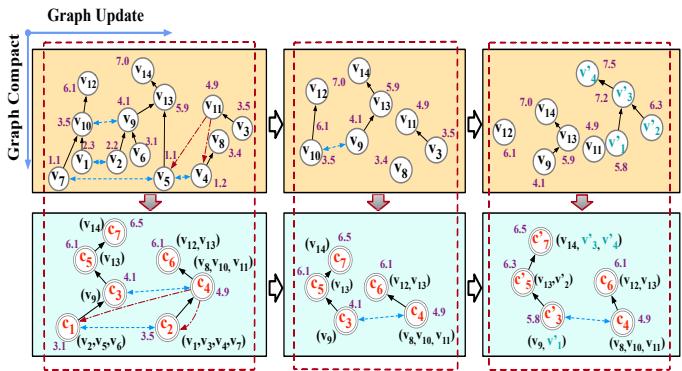 Graph Update
Graph Compact
v14
7.0
v12
6.1
v13
5.9
4.9
v11
3.5
v10
3.5
4.1
v9
v3
2.3
2.2
3.1
v8
3.4
1.1
v7
v1
v2
v6
1.1
v5
v4
1.2
7.0
v14
v12
5.9
v13
4.9
v11
6.1
4.1
v10
3.5
v9
3.5
v3
3.4
v8
7.5
v'4
7.2
v'3
7.0
v14
6.3
v'2
v12
6.1
v13
4.9
v9
5.9
v11
v'1
4.1
5.8
(v14)
c7
6.5
6.1
c5
(v13)
6.1
c6
(v12,v13)
(v8,v10,v11)
(v9)
c3
4.1
c4
4.9
c1
3.1
(v2,v5,v6)
3.5
c2
(v1,v3,v4,v7)
6.5
(v14)
c7
6.1
c5
(v13)
6.1
c6
(v12,v13)
4.1
c3
(v9)
c4
4.9
(v8,v10,v11)
6.5
c'7
(v14, v'3, v'4)
6.3
c'5
(v13,v'2)
6.1
c6
(v12,v13)
5.8
c'3
(v9, v'1)
c4
4.9
(v8,v10,v11)